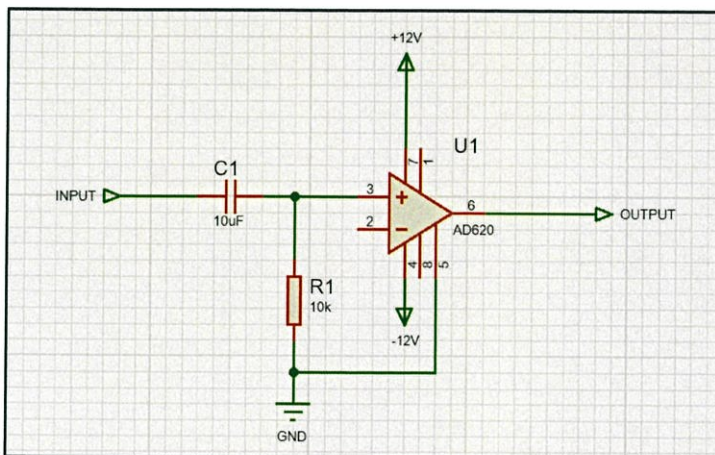 +12V
U1
C1
7
1
INPUT
3
6
OUTPUT
10uF
2
AD620
4
8
5
R1
10k
-12V
GND